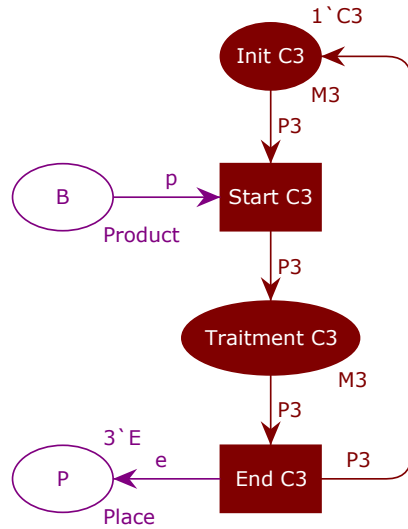 1`C3
Init C3
M3
P3
p
B
Start C3
Product
P3
Traitment C3
M3
P3
3`E
e
P3
P
End C3
Place